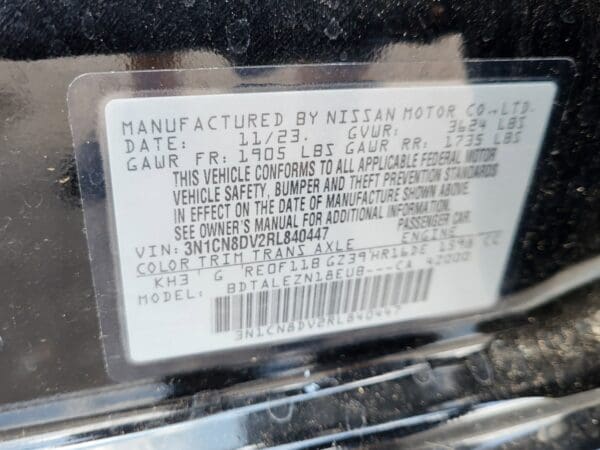 MANUFACTURED BY NISSAN MOTOR CO.,LTD.
DATE: 11/23. GVWR: 3624 LBS
GAWR FR: 1905 LBS GAWR RR: 1735 LBS
THIS VEHICLE CONFORMS TO ALL APPLICABLE FEDERAL MOTOR
VEHICLE SAFETY, BUMPER AND THEFT PREVENTION STANDARDS
IN EFFECT ON THE DATE OF MANUFACTURE SHOWN ABOVE.
SEE OWNER'S MANUAL FOR ADDITIONAL INFORMATION.
VIN: 3N1CN8DV2RL840447 PASSENGER CAR.
COLOR TRIM TRANS AXLE ENGINE
KH3 G RE0F11B GZ39 HR16DE 1598 CC
MODEL: BDTALEZN18EUB---CA 42000
3N1CN8DV2RL840447